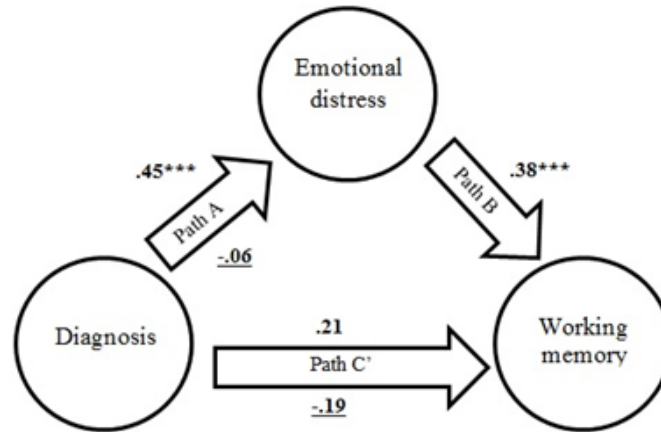 Emotional
distress
.45***
.38***
Path A
Path B
-.06
Diagnosis
.21
Path C’
-.19
Working
memory